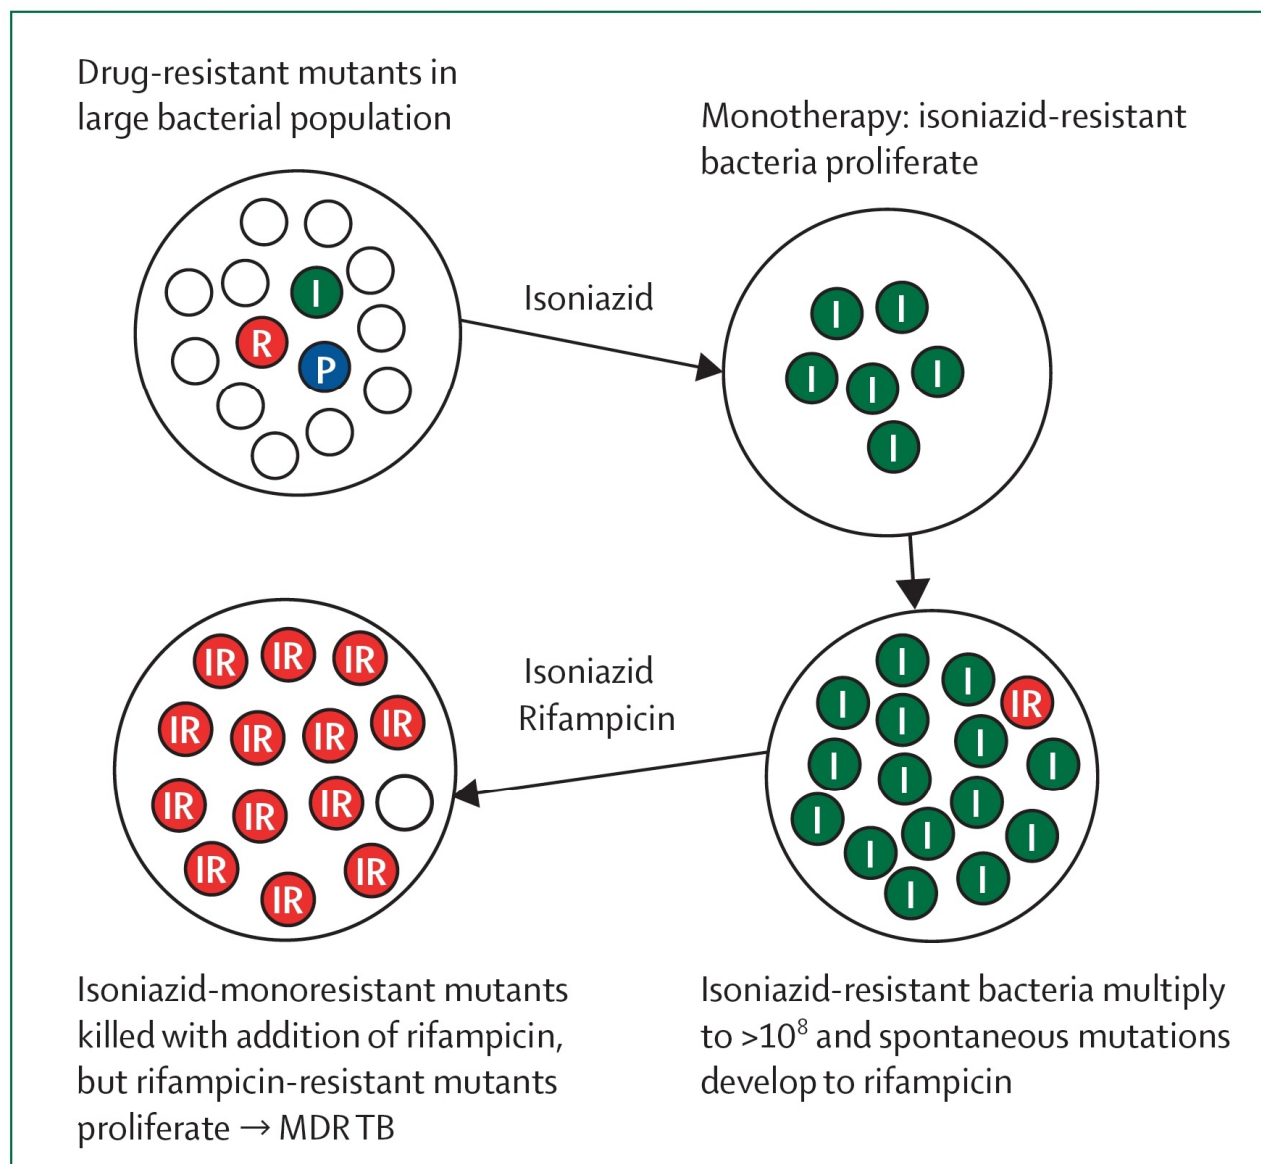 Drug-resistant mutants in
large bacterial population
I
R
P
Isoniazid
Monotherapy: isoniazid-resistant
bacteria proliferate
I
I
I
I
I
I
I
I
IR
I
I
I
I
I
I
I
I
I
I
I
I
I
I
Isoniazid-resistant bacteria multiply
to >10⁸ and spontaneous mutations
develop to rifampicin
Isoniazid
Rifampicin
IR
IR
IR
IR
IR
IR
IR
IR
IR
IR
IR
IR
IR
Isoniazid-monoresistant mutants
killed with addition of rifampicin,
but rifampicin-resistant mutants
proliferate → MDR TB